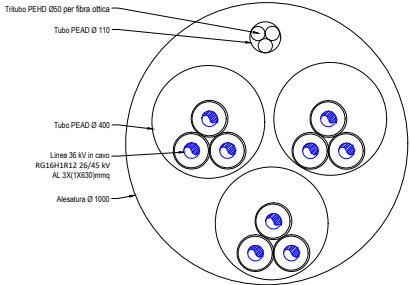 Tritubo PEHD Ø50 per fibra ottica
Tubo PEAD Ø 110
Tubo PEAD Ø 400
Linea 36 kV in cavo
RG16H1R12 26/45 kV
AL 3X(1X630)mmq
Alesatura Ø 1000